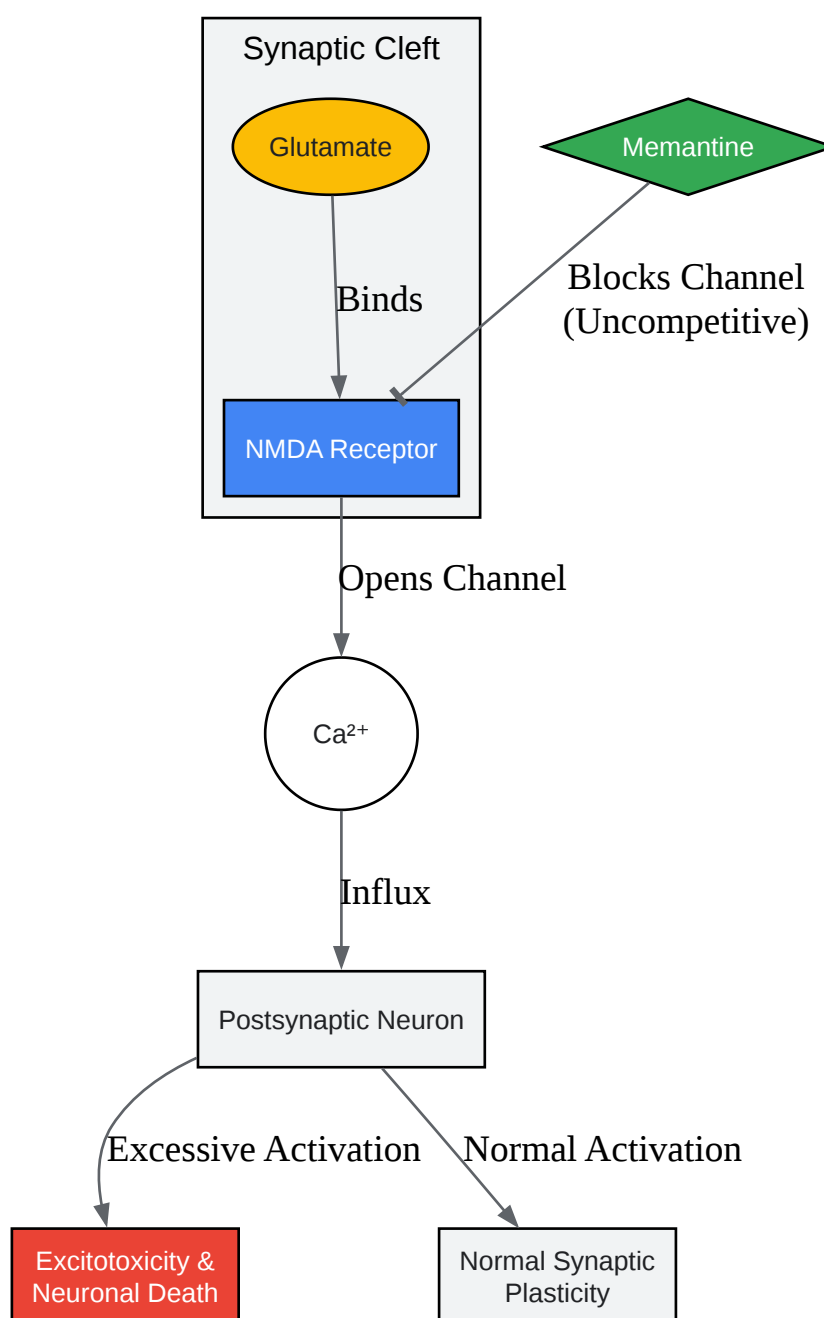 Synaptic Cleft
Glutamate
Memantine
Binds
Blocks Channel
(Uncompetitive)
NMDA Receptor
Opens Channel
Ca²⁺
Influx
Postsynaptic Neuron
Excessive Activation
Normal Activation
Excitotoxicity &
Neuronal Death
Normal Synaptic
Plasticity